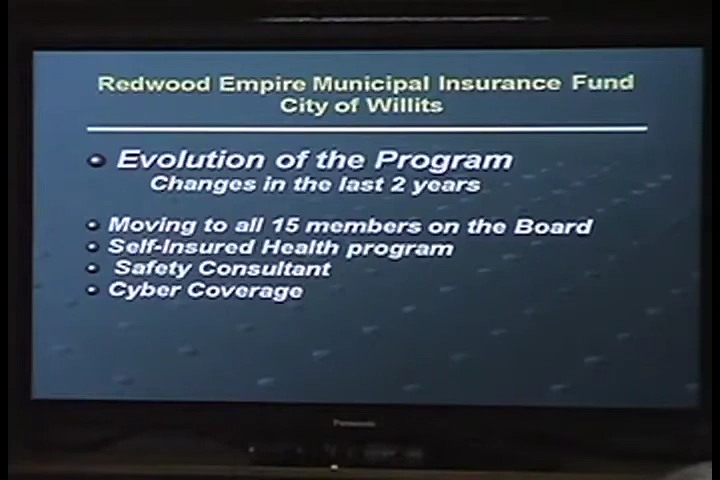 Redwood Empire Municipal Insurance Fund
City of Willits
Evolution of the Program
Changes in the last 2 years
Moving to all 15 members on the Board
Self-Insured Health program
Safety Consultant
Cyber Coverage
Panasonic